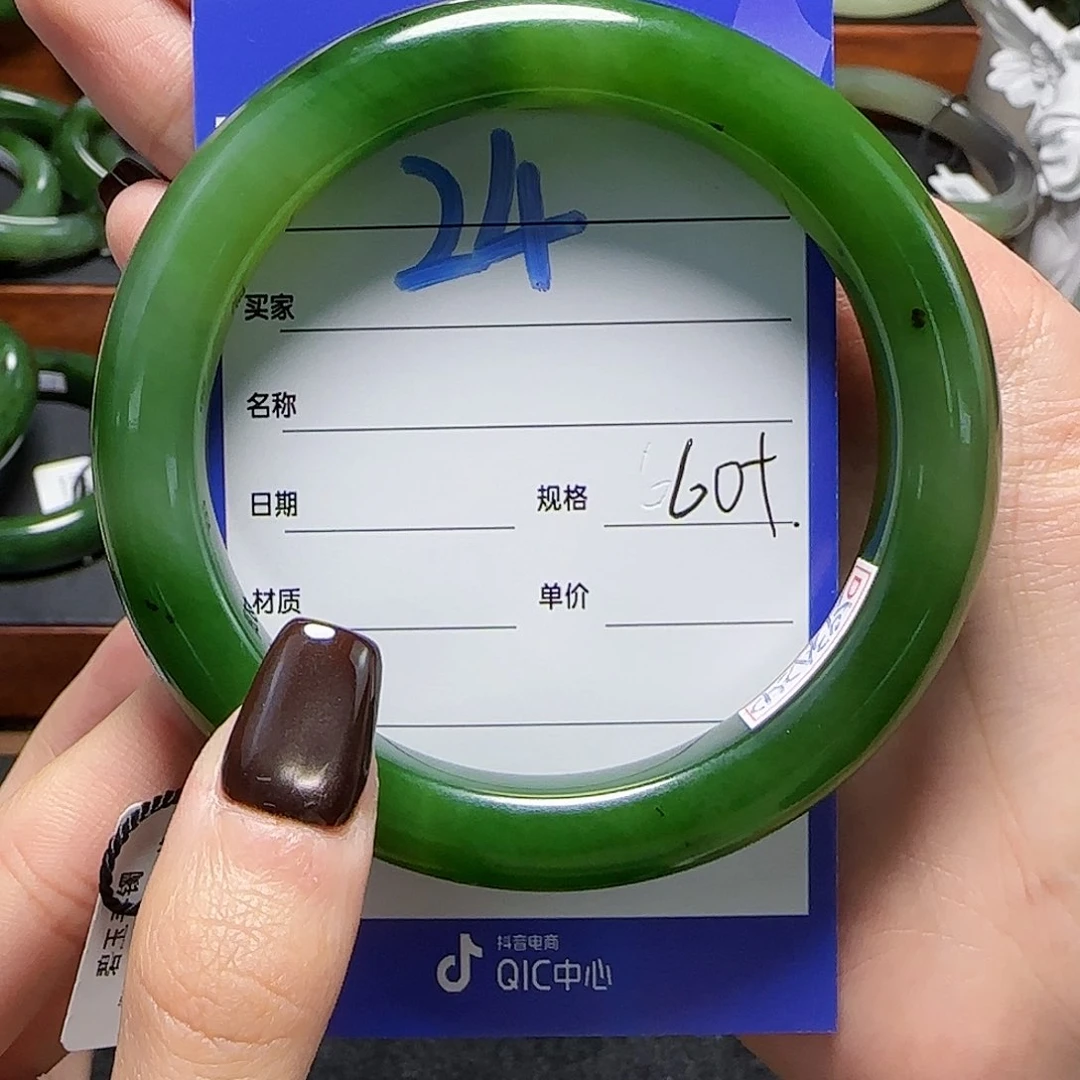 24
买家
名称
日期 规格 60+.
材质 单价
抖音电商
QIC中心